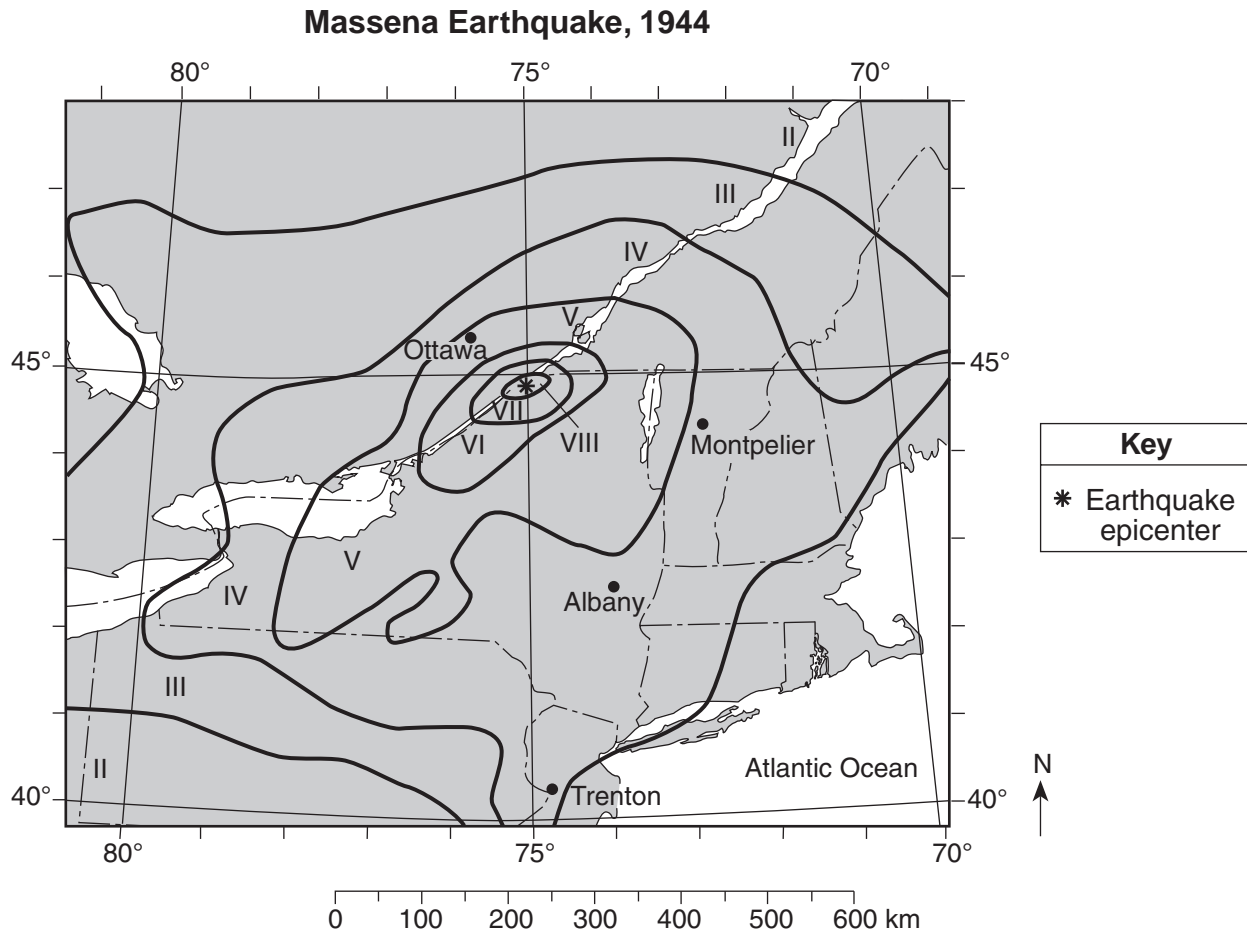 Massena Earthquake, 1944
80° 75° 70°
II
III
IV
V
Ottawa
45° 45°
VII
VI VIII Montpelier
Key
Earthquake
epicenter
V
IV
Albany
III
II
Atlantic Ocean
N
Trenton
40° 40°
80° 75° 70°
0 100 200 300 400 500 600 km